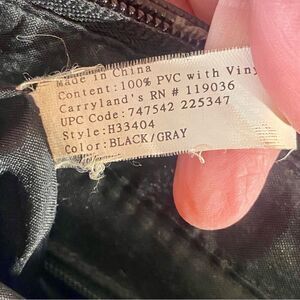 Made in China
Content: 100% PVC with Viny
Carryland's RN # 119036
UPC Code: 747542 225347
Style: H33404
Color: BLACK/GRAY